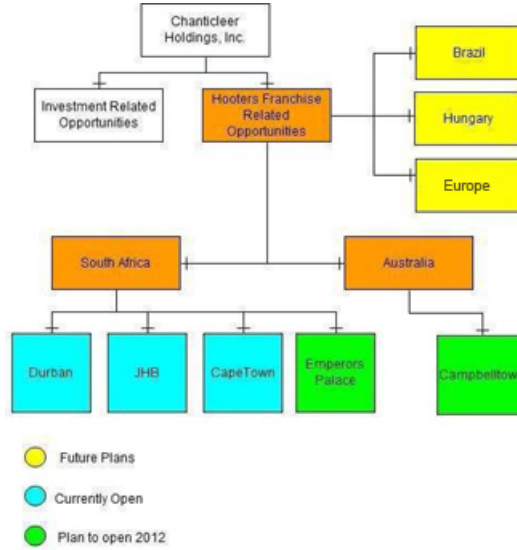 Chanticleer
Holdings, Inc.
Investment Related
Opportunities
Hooters Franchise
Related
Opportunities
Brazil
Hungary
Europe
South Africa
Australia
Durban
JHB
CapeTown
Emperors
Palace
Campbelltow
Future Plans
Currently Open
Plan to open 2012